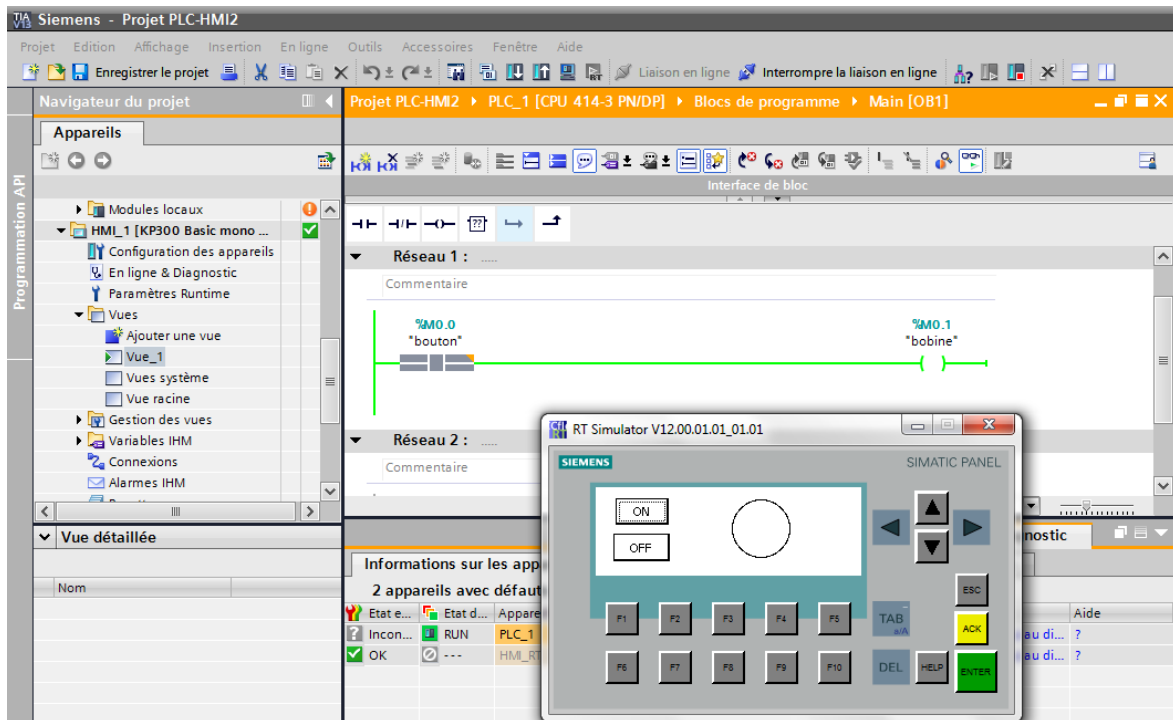 TIA V13 Siemens - Projet PLC-HMI2
Projet Edition Affichage Insertion En ligne Outils Accessoires Fenêtre Aide
Enregistrer le projet Liaison en ligne Interrompre la liaison en ligne
Navigateur du projet
Projet PLC-HMI2 PLC_1 [CPU 414-3 PN/DP] Blocs de programme Main [OB1]
Appareils
Programmation API
Interface de bloc
Modules locaux
HMI_1 [KP300 Basic mono ...
Configuration des appareils
En ligne & Diagnostic
Paramètres Runtime
Vues
Ajouter une vue
Vue_1
Vues système
Vue racine
Gestion des vues
Variables IHM
Connexions
Alarmes IHM
Vue détaillée
Nom
??
Réseau 1 : .....
Commentaire
%M0.0
"bouton"
%M0.1
"bobine"
Réseau 2 : .....
Commentaire
RT Simulator V12.00.01.01_01.01
SIEMENS
SIMATIC PANEL
ON
OFF
ESC
F1 F2 F3 F4 F5 TAB
ACK
F6 F7 F8 F9 F10 DEL HELP ENTER
nostic
Informations sur les app
2 appareils avec défaut
Etat e... Etat d... Appare Aide
Incon... RUN PLC_1 au di... ?
OK --- HMI_RT au di... ?